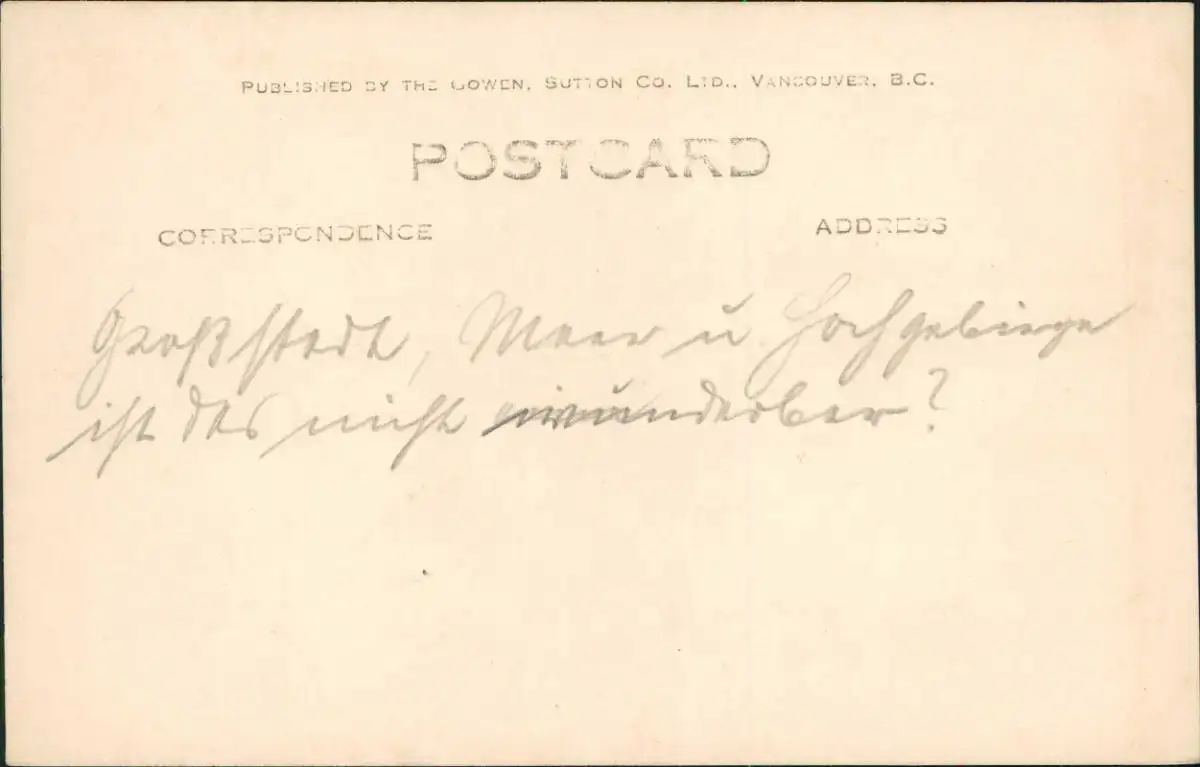 PUBLISHED BY THE GOWEN, SUTTON CO. LTD., VANCOUVER, B.C.
POSTCARD
CORRESPONDENCE
ADDRESS
Großstadt, Meer u Hochgebirge
ist das nicht wunderbar?